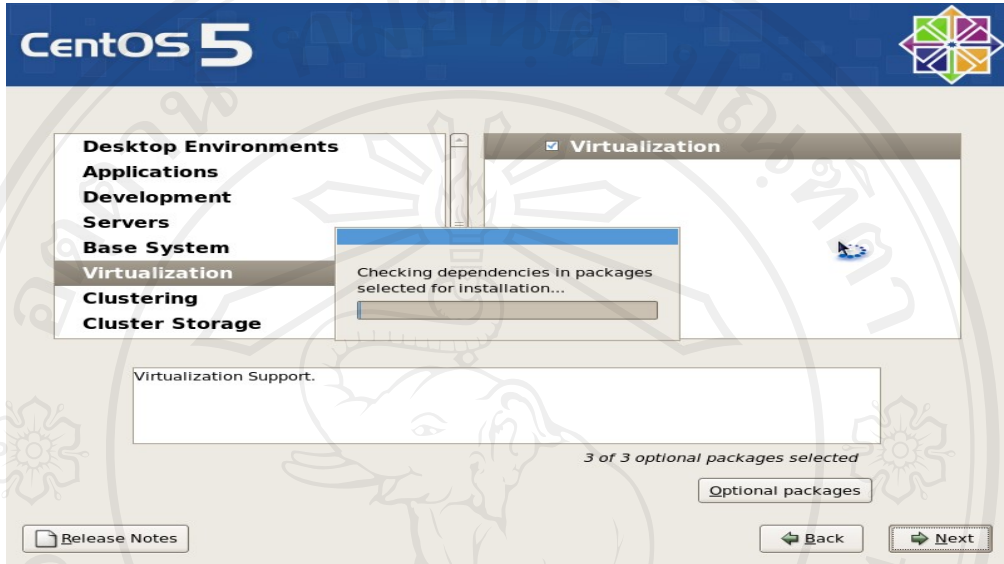 CentOS 5
Desktop Environments
Applications
Development
Servers
Base System
Virtualization
Clustering
Cluster Storage
Virtualization
Checking dependencies in packages
selected for installation...
Virtualization Support.
3 of 3 optional packages selected
Optional packages
Release Notes
Back
Next